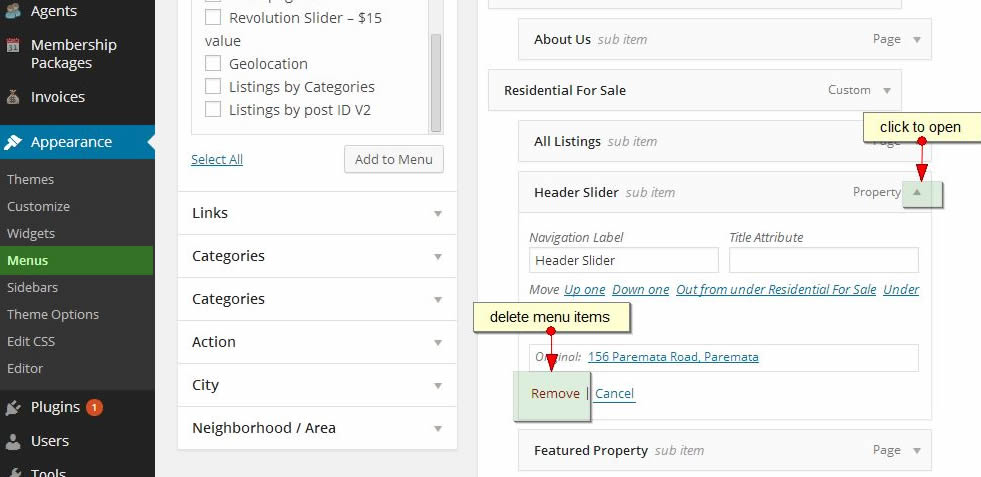 Agents
Membership
Packages
Invoices
Appearance
Themes
Customize
Widgets
Menus
Sidebars
Theme Options
Edit CSS
Editor
Plugins 1
Users
Tools
Revolution Slider – $15
value
Geolocation
Listings by Categories
Listings by post ID V2
Select All
Add to Menu
Links
Categories
Categories
Action
City
Neighborhood / Area
About Us sub item Page
Residential For Sale Custom
click to open
All Listings sub item Page
Header Slider sub item Property
Navigation Label Title Attribute
Header Slider
Move Up one Down one Out from under Residential For Sale Under
delete menu items
Original: 156 Paremata Road, Paremata
Remove | Cancel
Featured Property sub item Page